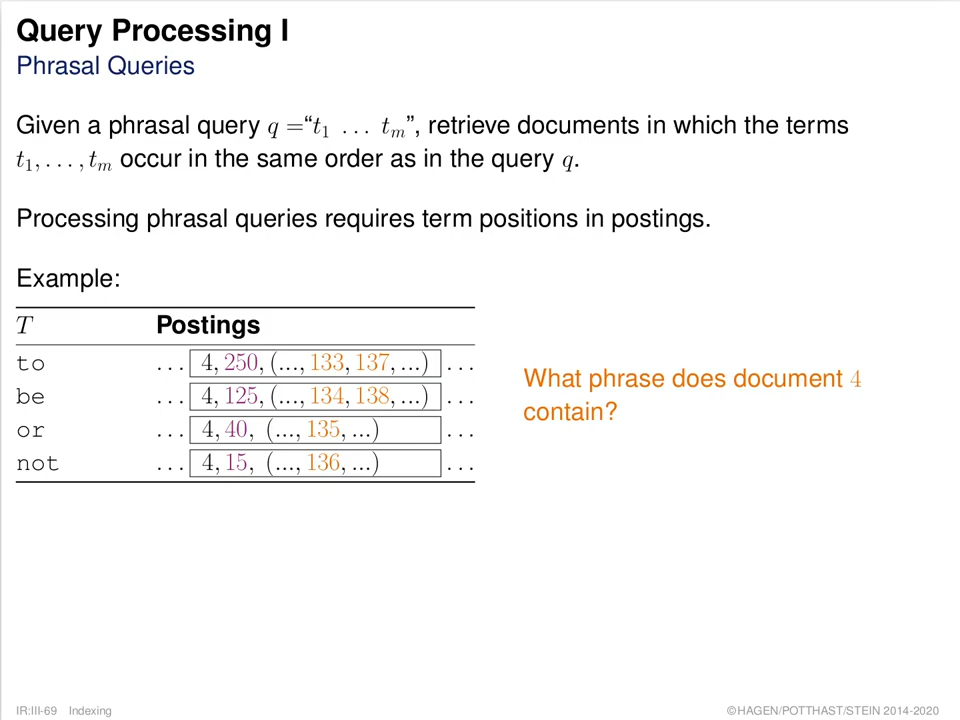 Query Processing I
Phrasal Queries
Given a phrasal query q =“t₁ … tₘ”, retrieve documents in which the terms
t₁, . . . , tₘ occur in the same order as in the query q.
Processing phrasal queries requires term positions in postings.
Example:
T Postings
to . . . 4, 250, (..., 133, 137, ...) . . .
be . . . 4, 125, (..., 134, 138, ...) . . .
or . . . 4, 40, (..., 135, ...) . . .
not . . . 4, 15, (..., 136, ...) . . .
What phrase does document 4
contain?
IR:III-69 Indexing ©HAGEN/POTTHAST/STEIN 2014-2020